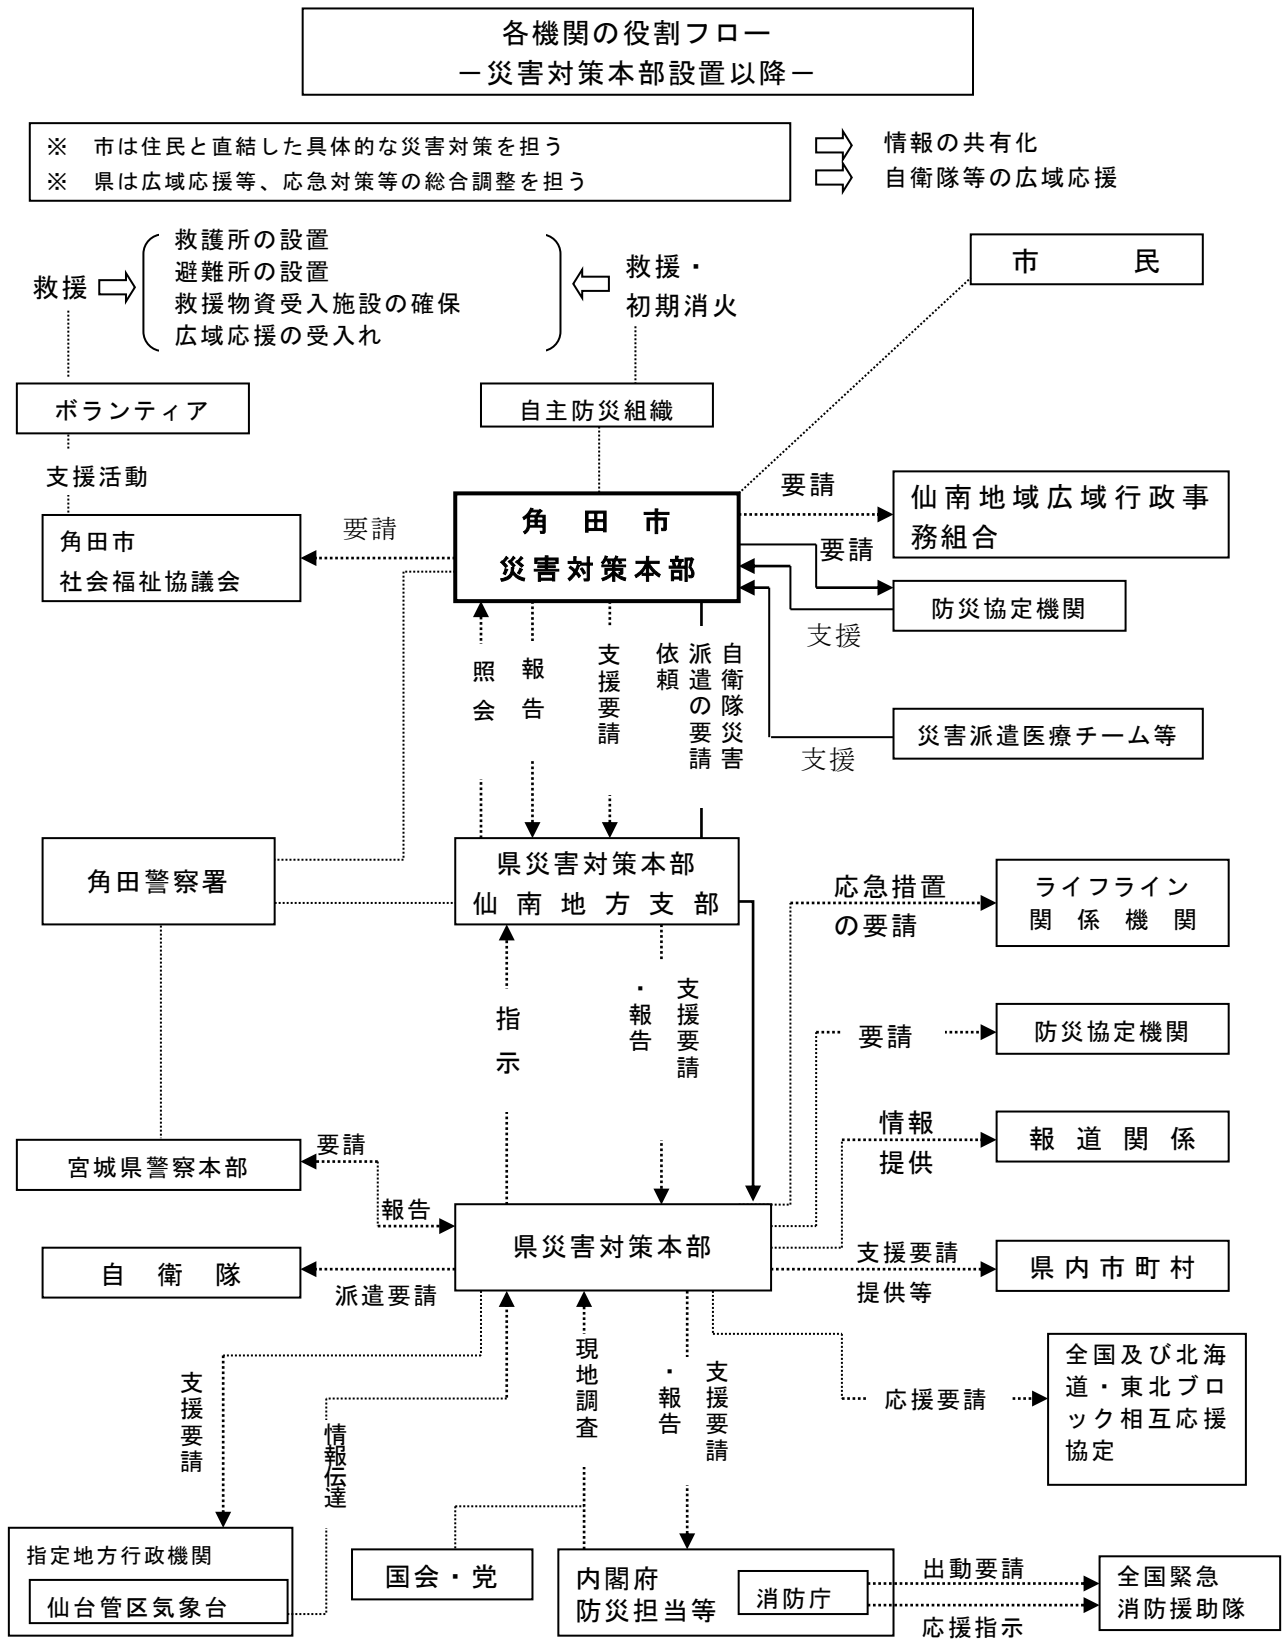 各機関の役割フロー
－災害対策本部設置以降－
※　市は住民と直結した具体的な災害対策を担う
※　県は広域応援等、応急対策等の総合調整を担う
情報の共有化
自衛隊等の広域応援
救援
救護所の設置
避難所の設置
救援物資受入施設の確保
広域応援の受入れ
救援・
初期消火
市　　　民
ボランティア
自主防災組織
支援活動
角田市
社会福祉協議会
要請
角　田　市
災害対策本部
要請
仙南地域広域行政事
務組合
要請
防災協定機関
支援
災害派遣医療チーム等
支援
照会
報告
支援要請
自衛隊災害
派遣の要請
依頼
角田警察署
県災害対策本部
仙南地方支部
応急措置
の要請
ライフライン
関係機関
指示
支援要請
・報告
要請
防災協定機関
情報
提供
報道関係
宮城県警察本部
要請
報告
県災害対策本部
自衛隊
派遣要請
支援要請
提供等
県内市町村
支援要請
情報伝達
現地調査
支援要請
・報告
応援要請
全国及び北海
道・東北ブロ
ック相互応援
協定
指定地方行政機関
仙台管区気象台
国会・党
内閣府
防災担当等
消防庁
出動要請
応援指示
全国緊急
消防援助隊